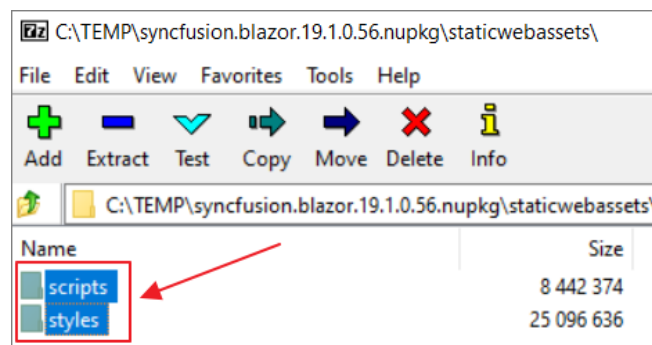 7z C:\TEMP\syncfusion.blazor.19.1.0.56.nupkg\staticwebassets\
File Edit View Favorites Tools Help
Add Extract Test Copy Move Delete Info
C:\TEMP\syncfusion.blazor.19.1.0.56.nupkg\staticwebassets\
Name Size
scripts 8 442 374
styles 25 096 636